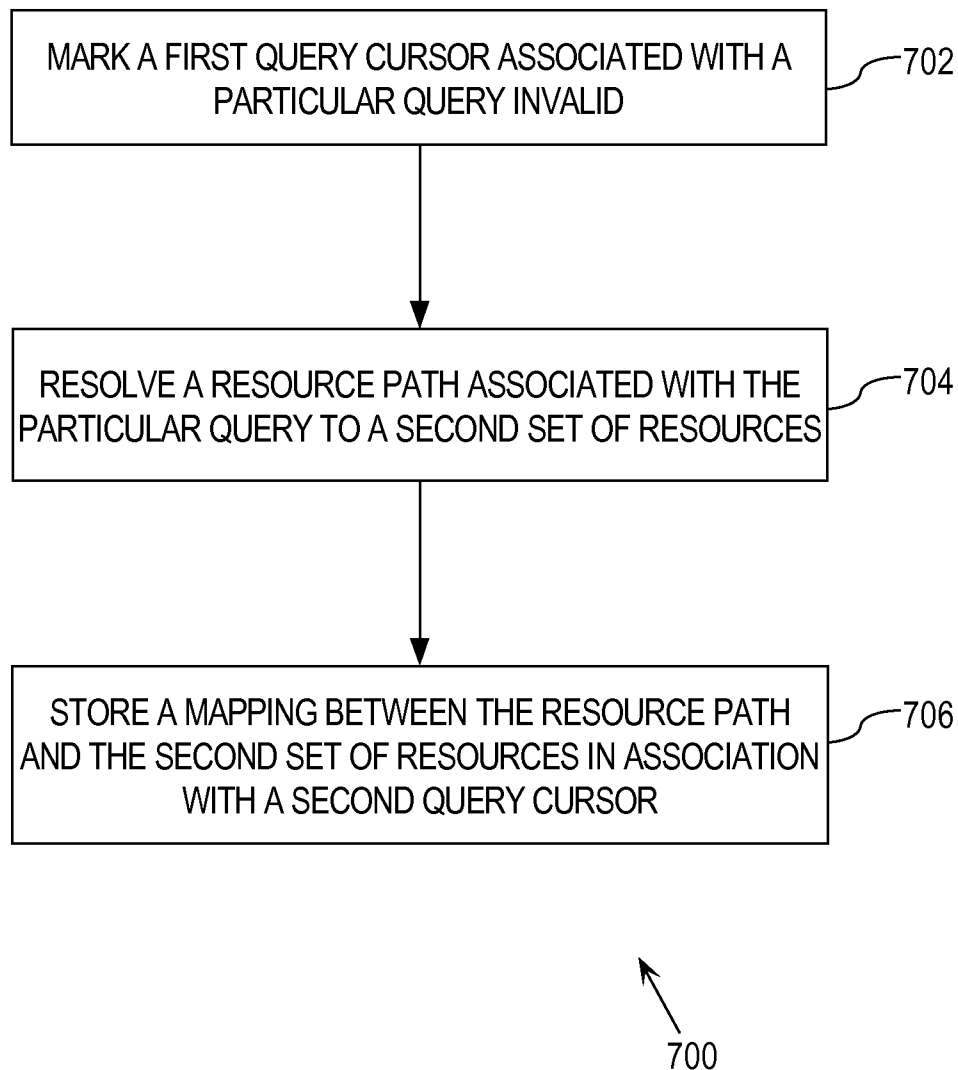 MARK A FIRST QUERY CURSOR ASSOCIATED WITH A
PARTICULAR QUERY INVALID
702
RESOLVE A RESOURCE PATH ASSOCIATED WITH THE
PARTICULAR QUERY TO A SECOND SET OF RESOURCES
704
STORE A MAPPING BETWEEN THE RESOURCE PATH
AND THE SECOND SET OF RESOURCES IN ASSOCIATION
WITH A SECOND QUERY CURSOR
706
700